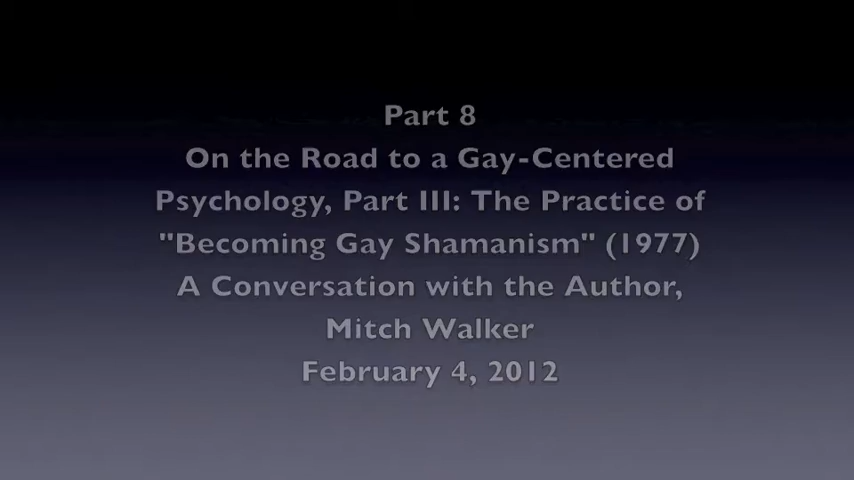 Part 8
On the Road to a Gay-Centered
Psychology, Part III: The Practice of
"Becoming Gay Shamanism" (1977)
A Conversation with the Author,
Mitch Walker
February 4, 2012